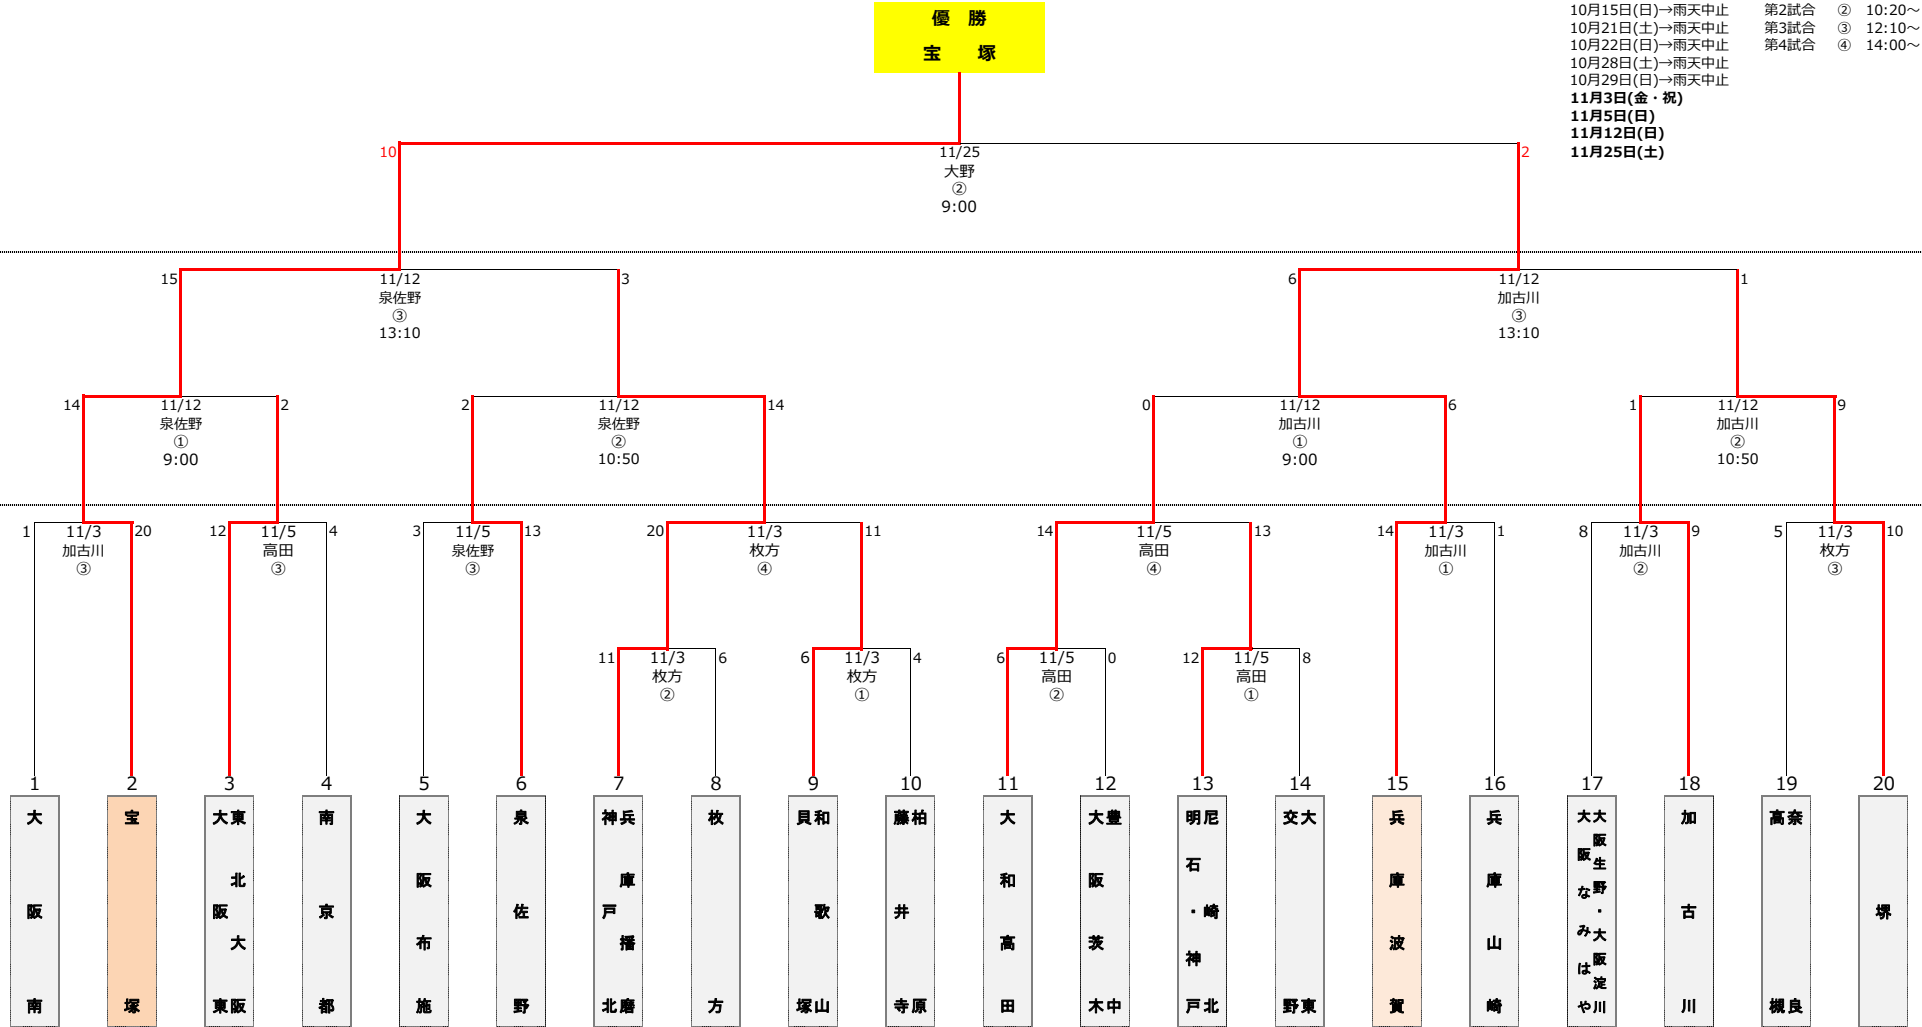 優 勝
宝 塚
10月15日(日)→雨天中止 第2試合 ② 10:20～
10月21日(土)→雨天中止 第3試合 ③ 12:10～
10月22日(日)→雨天中止 第4試合 ④ 14:00～
10月28日(土)→雨天中止
10月29日(日)→雨天中止
11月3日(金・祝)
11月5日(日)
11月12日(日)
11月25日(土)
10 11/25 2
大野
②
9:00
15 11/12 3
泉佐野
③
13:10
6 11/12 1
加古川
③
13:10
14 11/12 2
泉佐野
①
9:00
2 11/12 14
泉佐野
②
10:50
0 11/12 6
加古川
①
9:00
1 11/12 9
加古川
②
10:50
1 11/3 20
加古川
③
12 11/5 4
高田
③
3 11/5 13
泉佐野
③
20 11/3 11
枚方
④
14 11/5 13
高田
④
14 11/3 1
加古川
①
8 11/3 9
加古川
②
5 11/3 10
枚方
③
11 11/3 6
枚方
②
6 11/3 4
枚方
①
6 11/5 0
高田
②
12 11/5 8
高田
①
1 2 3 4 5 6 7 8 9 10 11 12 13 14 15 16 17 18 19 20
大阪南
宝塚
東北大阪
大阪東
南京都
大阪布施
泉佐野
兵庫播磨
神戸北
枚方
和歌山
貝塚
柏原
藤井寺
大和高田
豊中
大阪茨木
尼崎北
明石・神戸
大東
交野
兵庫波賀
兵庫山崎
大阪生野・大阪淀川
大阪なみはや
加古川
奈良
高槻
堺